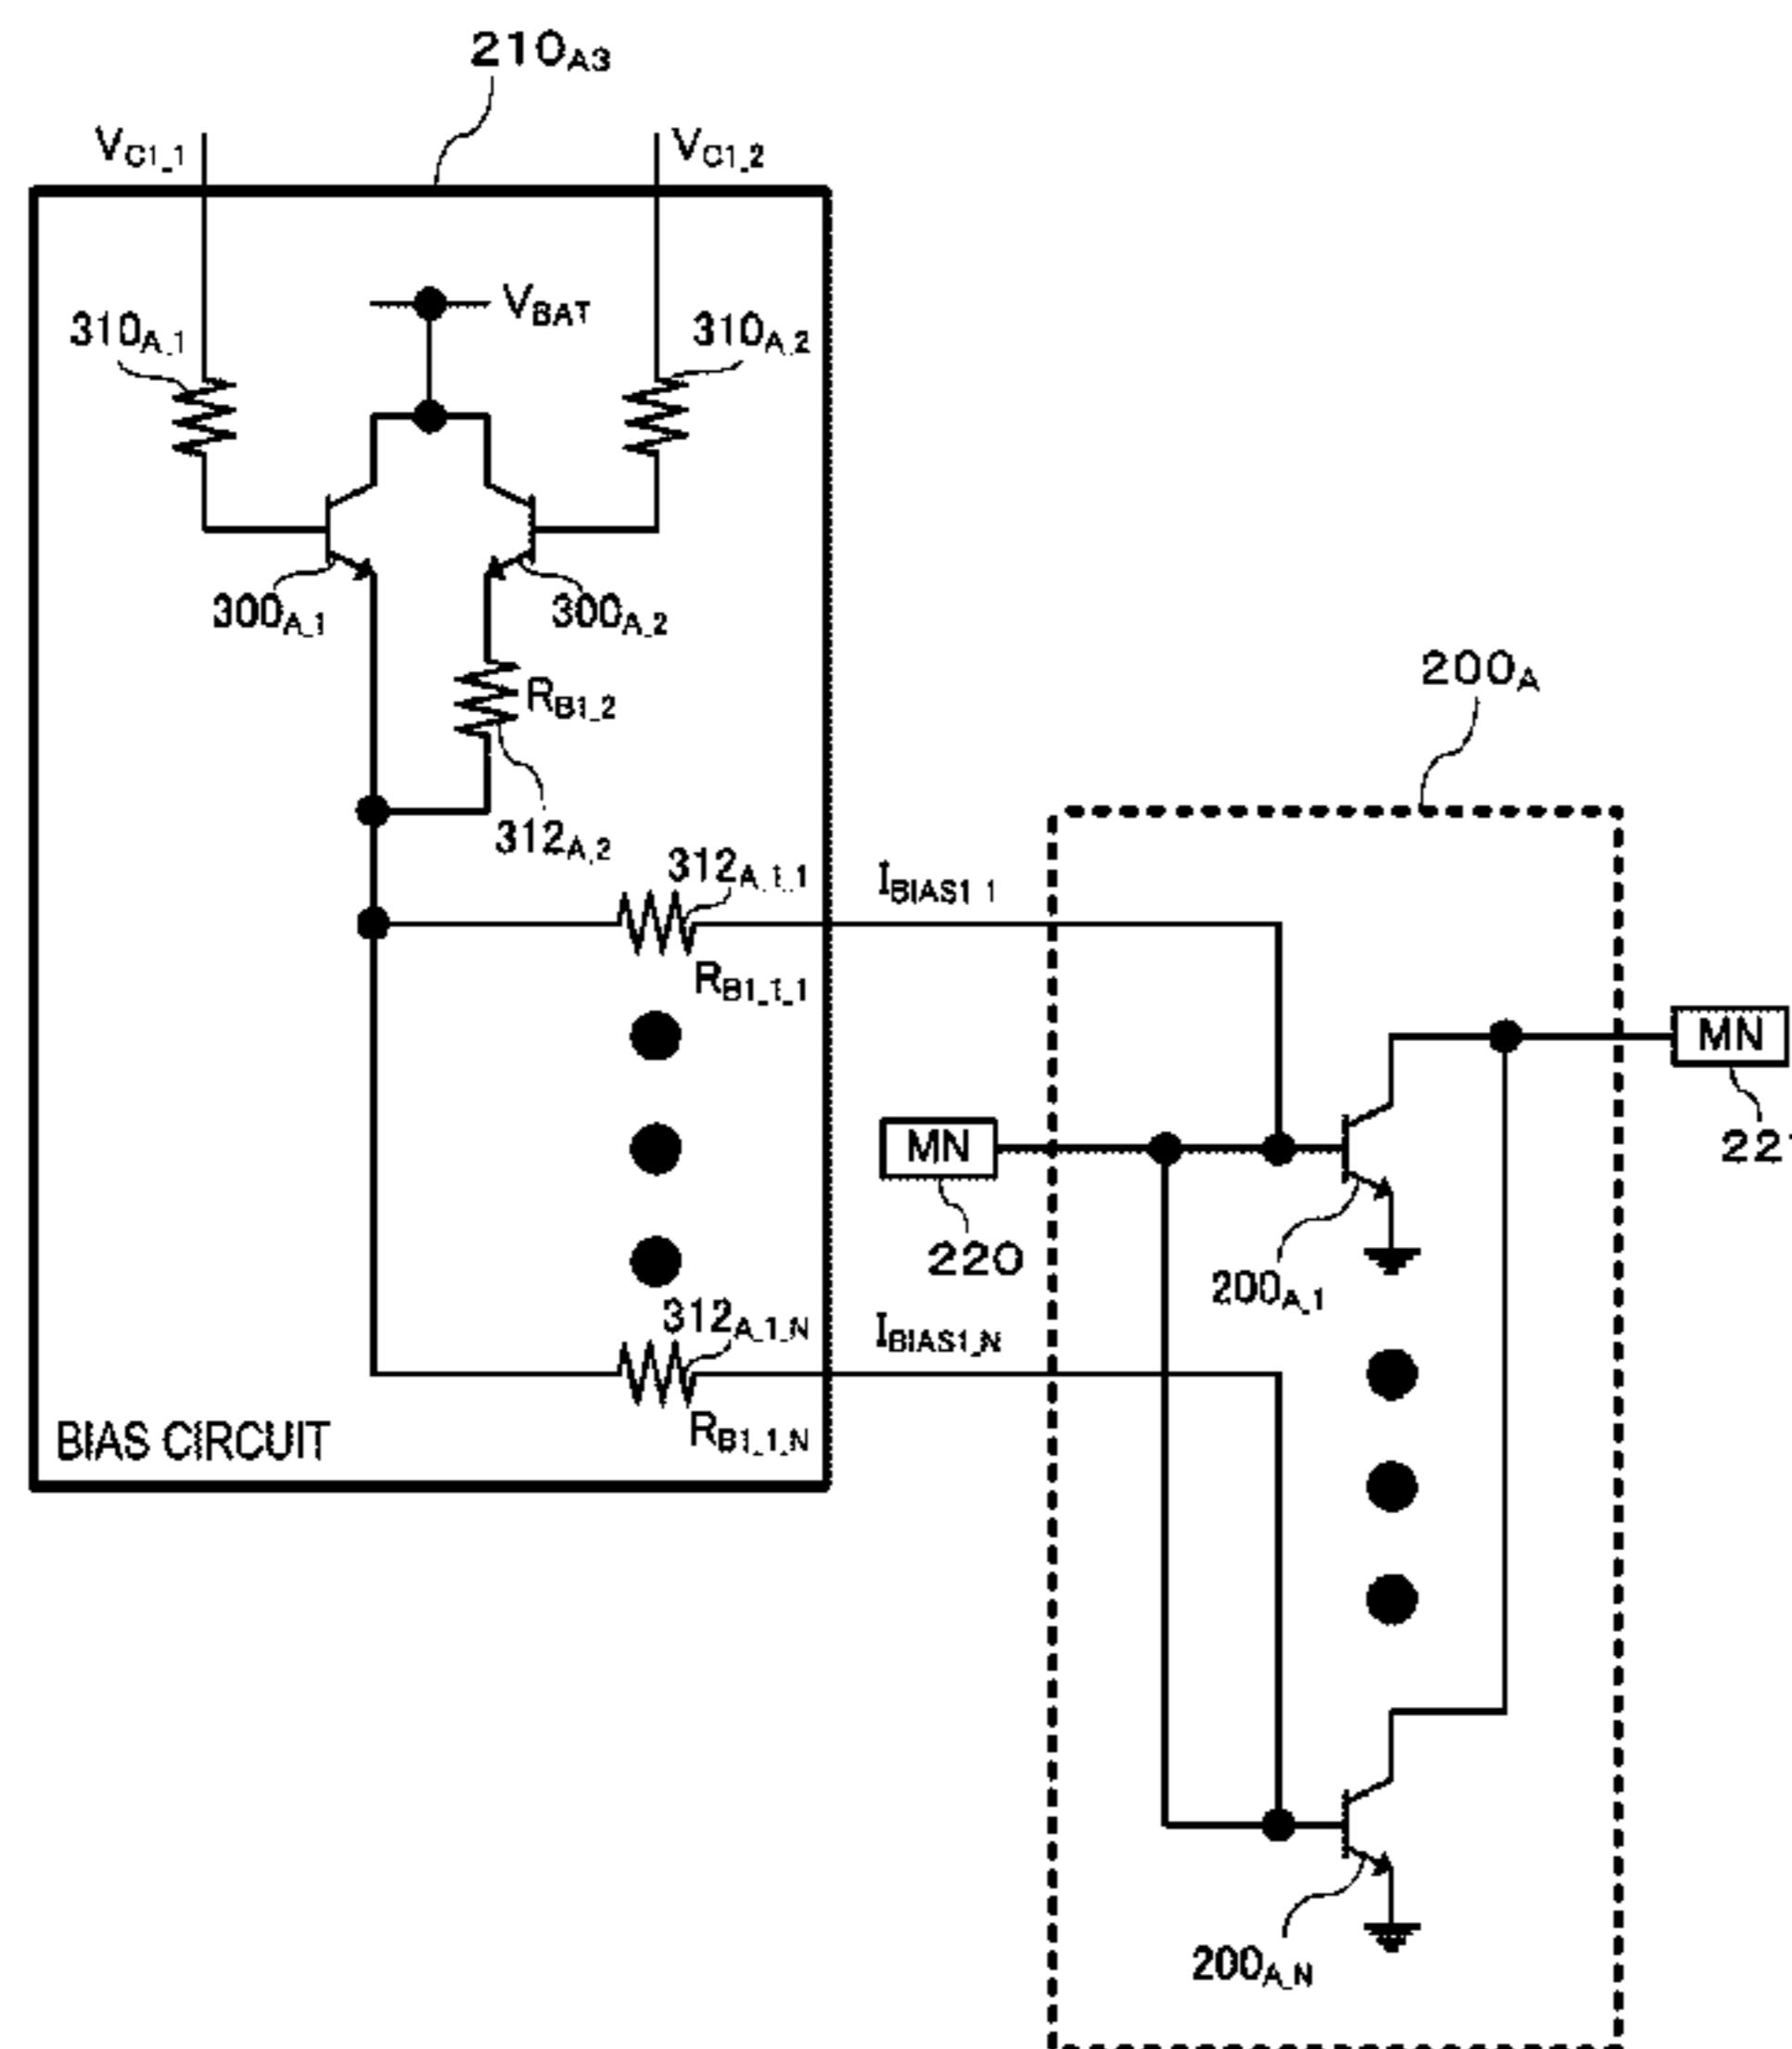 210A3
VC1_1
VC1_2
VBAT
310A_1
310A_2
300A_1
300A_2
RB1_2
312A_2
200A
312A_1_1
IBIAS1_1
RB1_1_1
MN
MN
220
200A_1
312A_1_N
IBIAS1_N
RB1_1_N
BIAS CIRCUIT
200A_N